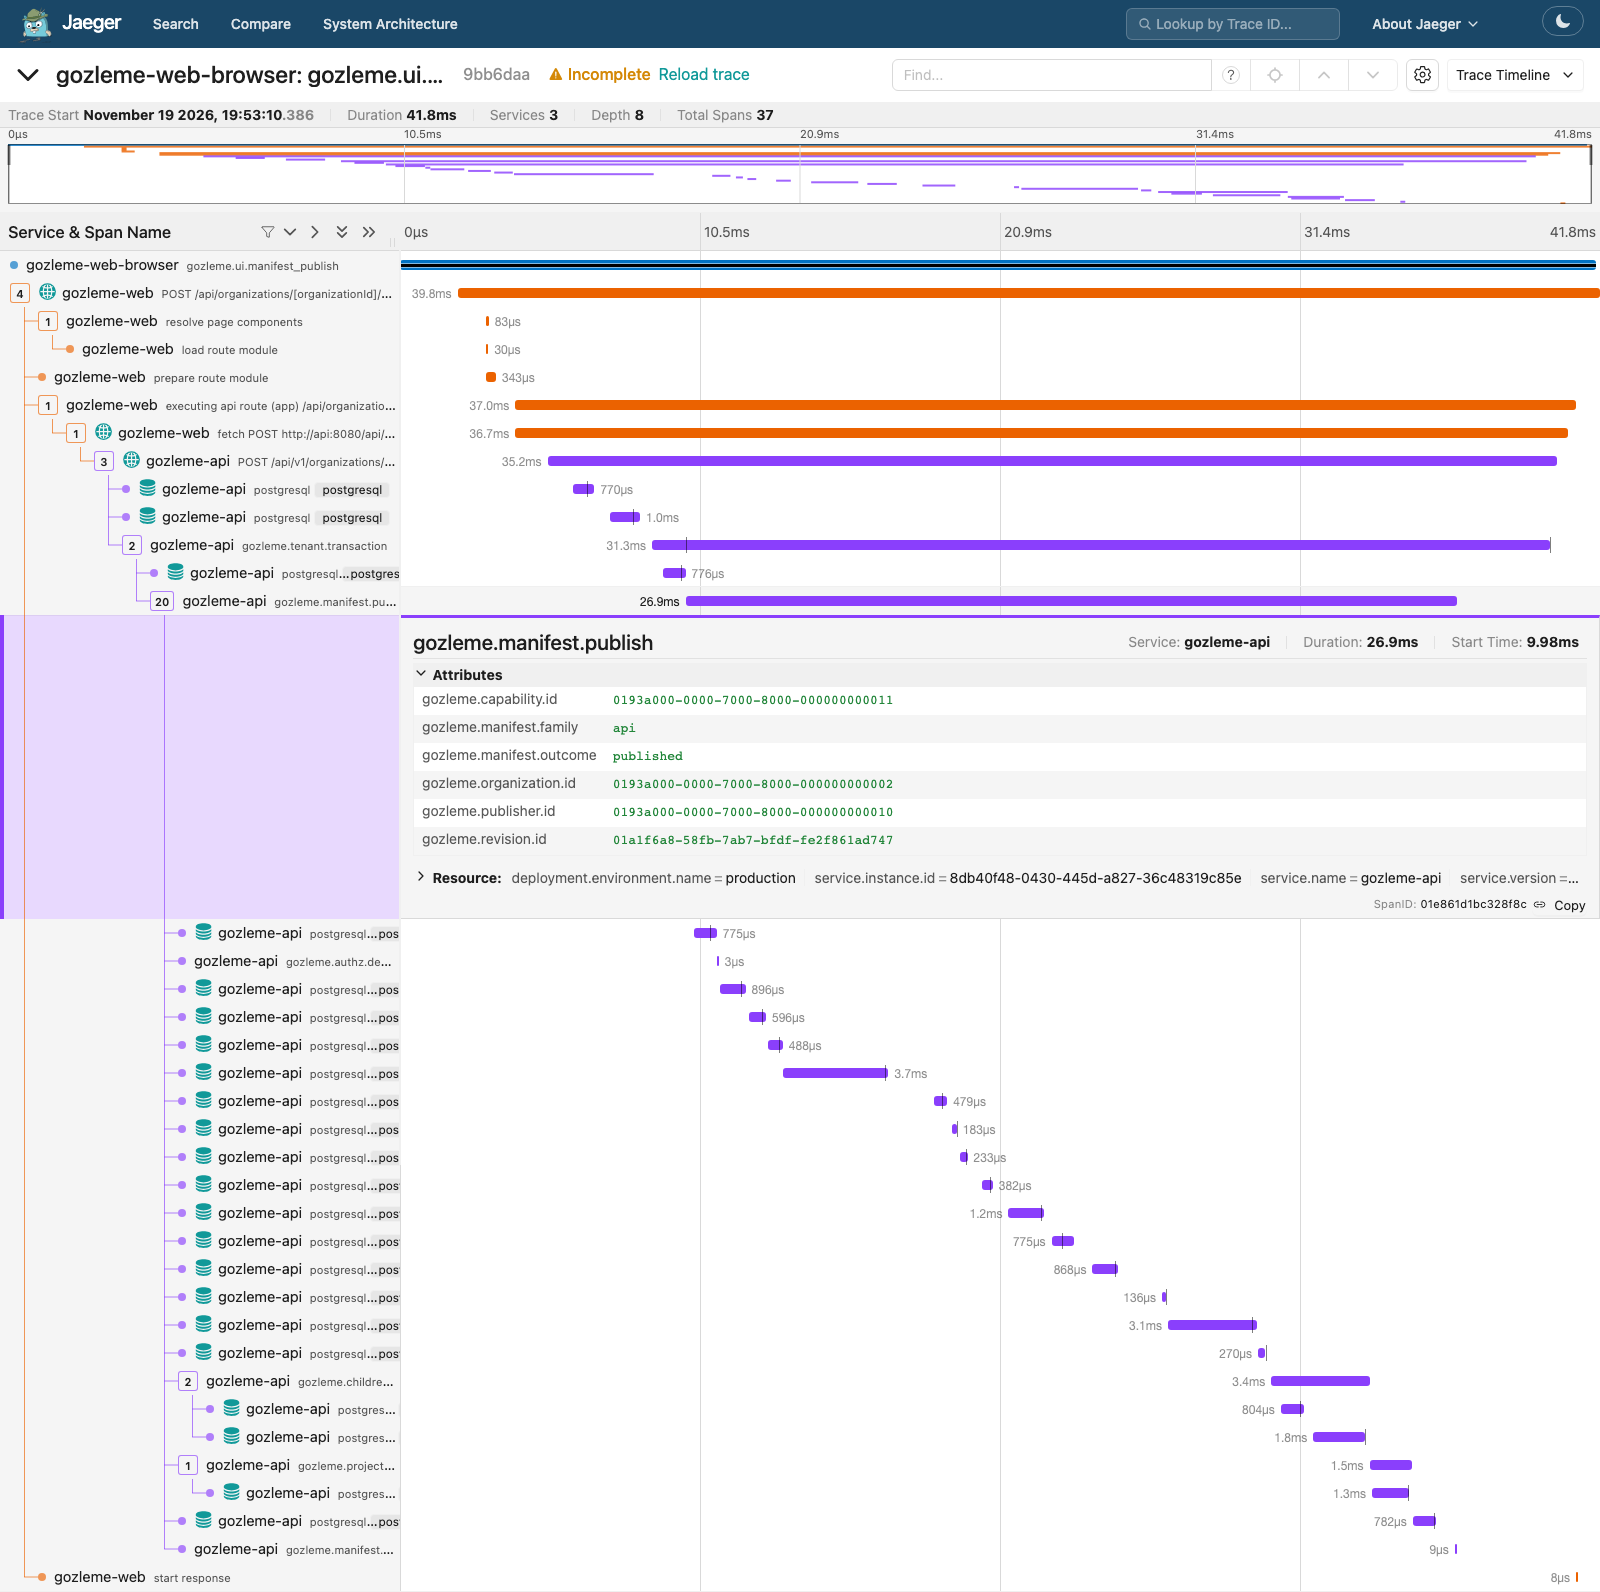 Jaeger Search Compare System Architecture Lookup by Trace ID... About Jaeger
gozleme-web-browser: gozleme.ui.... 9bb6daa Incomplete Reload trace Find... ? Trace Timeline
Trace Start November 19 2026, 19:53:10.386 Duration 41.8ms Services 3 Depth 8 Total Spans 37
0μs 10.5ms 20.9ms 31.4ms 41.8ms
Service & Span Name 0μs 10.5ms 20.9ms 31.4ms 41.8ms
gozleme-web-browser gozleme.ui.manifest_publish
4 gozleme-web POST /api/organizations/[organizationId]/... 39.8ms
1 gozleme-web resolve page components 83μs
gozleme-web load route module 30μs
gozleme-web prepare route module 343μs
1 gozleme-web executing api route (app) /api/organizatio... 37.0ms
1 gozleme-web fetch POST http://api:8080/api/... 36.7ms
3 gozleme-api POST /api/v1/organizations/... 35.2ms
gozleme-api postgresql postgresql 770μs
gozleme-api postgresql postgresql 1.0ms
2 gozleme-api gozleme.tenant.transaction 31.3ms
gozleme-api postgresql...postgres 776μs
20 gozleme-api gozleme.manifest.pu... 26.9ms
gozleme.manifest.publish Service: gozleme-api Duration: 26.9ms Start Time: 9.98ms
Attributes
gozleme.capability.id 0193a000-0000-7000-8000-000000000011
gozleme.manifest.family api
gozleme.manifest.outcome published
gozleme.organization.id 0193a000-0000-7000-8000-000000000002
gozleme.publisher.id 0193a000-0000-7000-8000-000000000010
gozleme.revision.id 01a1f6a8-58fb-7ab7-bfdf-fe2f861ad747
Resource: deployment.environment.name = production service.instance.id = 8db40f48-0430-445d-a827-36c48319c85e service.name = gozleme-api service.version =...
SpanID: 01e861d1bc328f8c Copy
gozleme-api postgresql...pos 775μs
gozleme-api gozleme.authz.de... 3μs
gozleme-api postgresql...pos 896μs
gozleme-api postgresql...pos 596μs
gozleme-api postgresql...pos 488μs
gozleme-api postgresql...pos 3.7ms
gozleme-api postgresql...pos 479μs
gozleme-api postgresql...pos 183μs
gozleme-api postgresql...pos 233μs
gozleme-api postgresql...pos 382μs
gozleme-api postgresql...pos 1.2ms
gozleme-api postgresql...pos 775μs
gozleme-api postgresql...pos 868μs
gozleme-api postgresql...pos 136μs
gozleme-api postgresql...pos 3.1ms
gozleme-api postgresql...pos 270μs
2 gozleme-api gozleme.childre... 3.4ms
gozleme-api postgres... 804μs
gozleme-api postgres... 1.8ms
1 gozleme-api gozleme.project... 1.5ms
gozleme-api postgres... 1.3ms
gozleme-api postgresql...pos 782μs
gozleme-api gozleme.manifest.... 9μs
gozleme-web start response 8μs